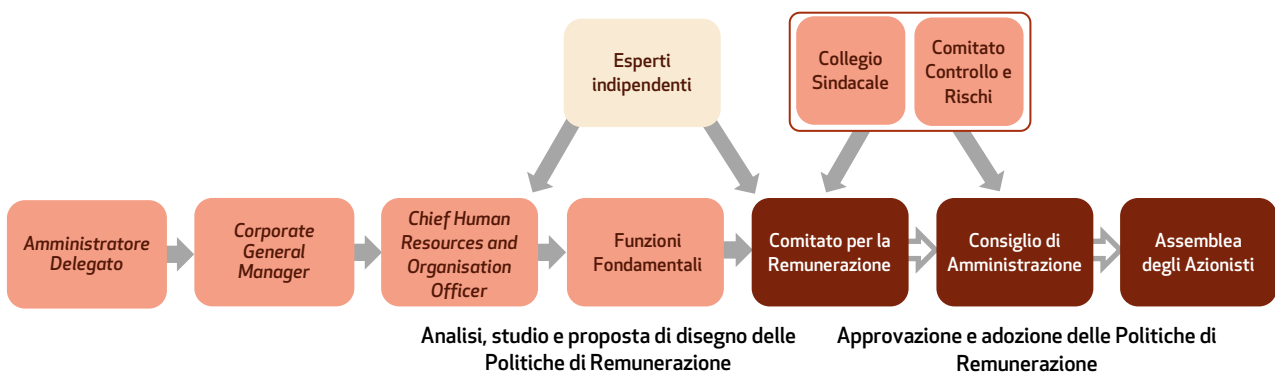 Esperti
indipendenti
Collegio
Sindacale
Comitato
Controllo e
Rischi
Amministratore
Delegato
Corporate
General
Manager
Chief Human
Resources and
Organisation
Officer
Funzioni
Fondamentali
Comitato per la
Remunerazione
Consiglio di
Amministrazione
Assemblea
degli Azionisti
Analisi, studio e proposta di disegno delle
Politiche di Remunerazione
Approvazione e adozione delle Politiche di
Remunerazione